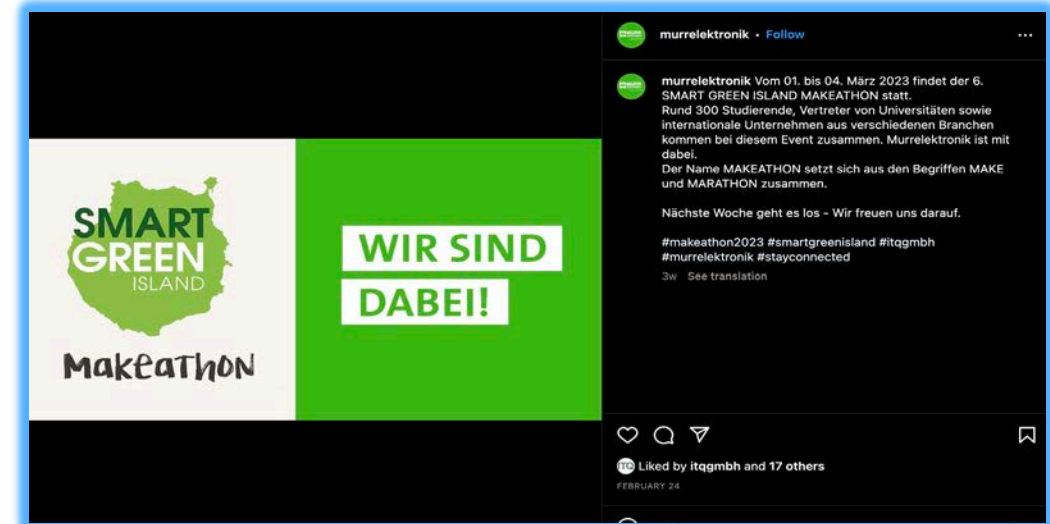 SMART
GREEN
ISLAND
Makeathon
WIR SIND
DABEI!
murrelektronik • Follow
murrelektronik Vom 01. bis 04. März 2023 findet der 6.
SMART GREEN ISLAND MAKEATHON statt.
Rund 300 Studierende, Vertreter von Universitäten sowie
internationale Unternehmen aus verschiedenen Branchen
kommen bei diesem Event zusammen. Murrelektronik ist mit
dabei.
Der Name MAKEATHON setzt sich aus den Begriffen MAKE
und MARATHON zusammen.
Nächste Woche geht es los - Wir freuen uns darauf.
#makeathon2023 #smartgreenisland #itqgmbh
#murrelektronik #stayconnected
3w See translation
ITQ
Liked by itqgmbh and 17 others
FEBRUARY 24